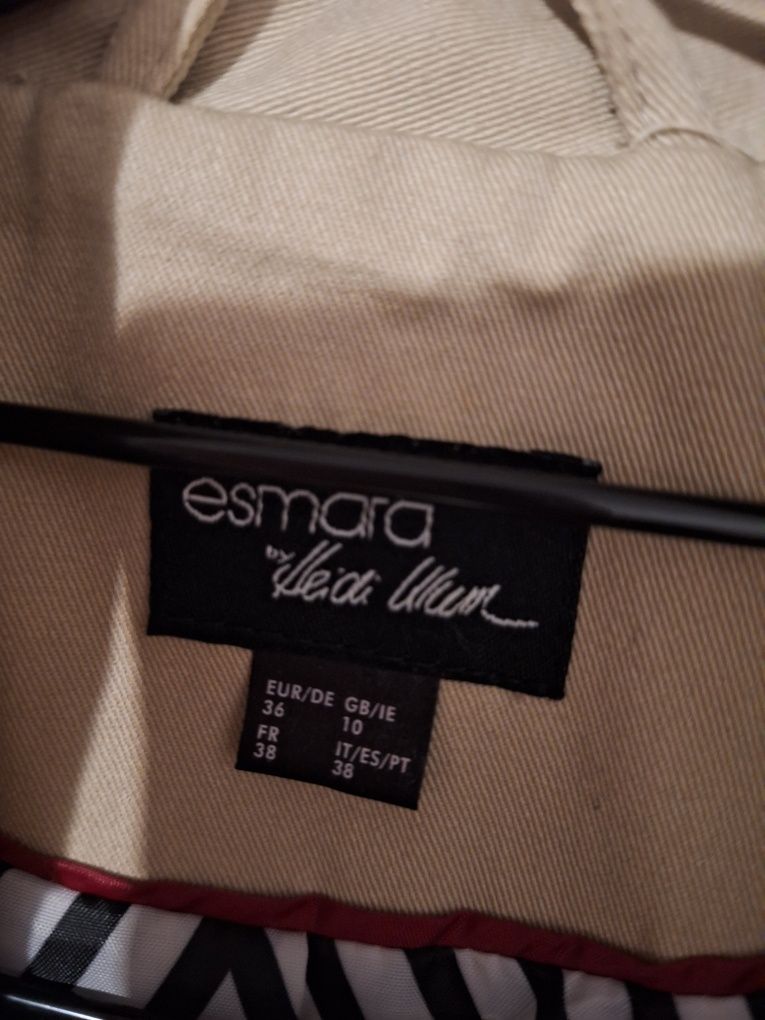 esmara
by Heidi Klum
EUR/DE GB/IE
36 10
FR IT/ES/PT
38 38